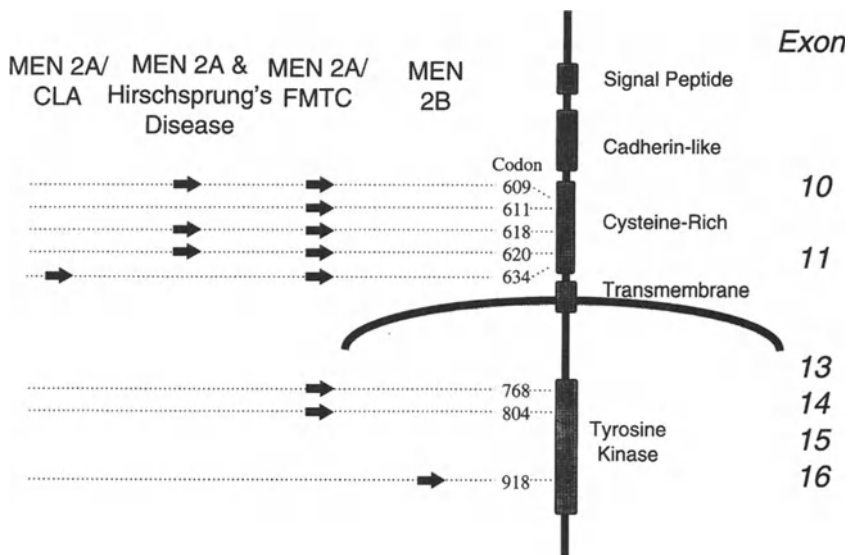 MEN 2A/
CLA
MEN 2A &
Hirschsprung's
Disease
MEN 2A/
FMTC
MEN
2B
Exon
Signal Peptide
Cadherin-like
Codon
609
10
611
618
Cysteine-Rich
620
11
634
Transmembrane
13
768
14
804
Tyrosine
Kinase
15
918
16